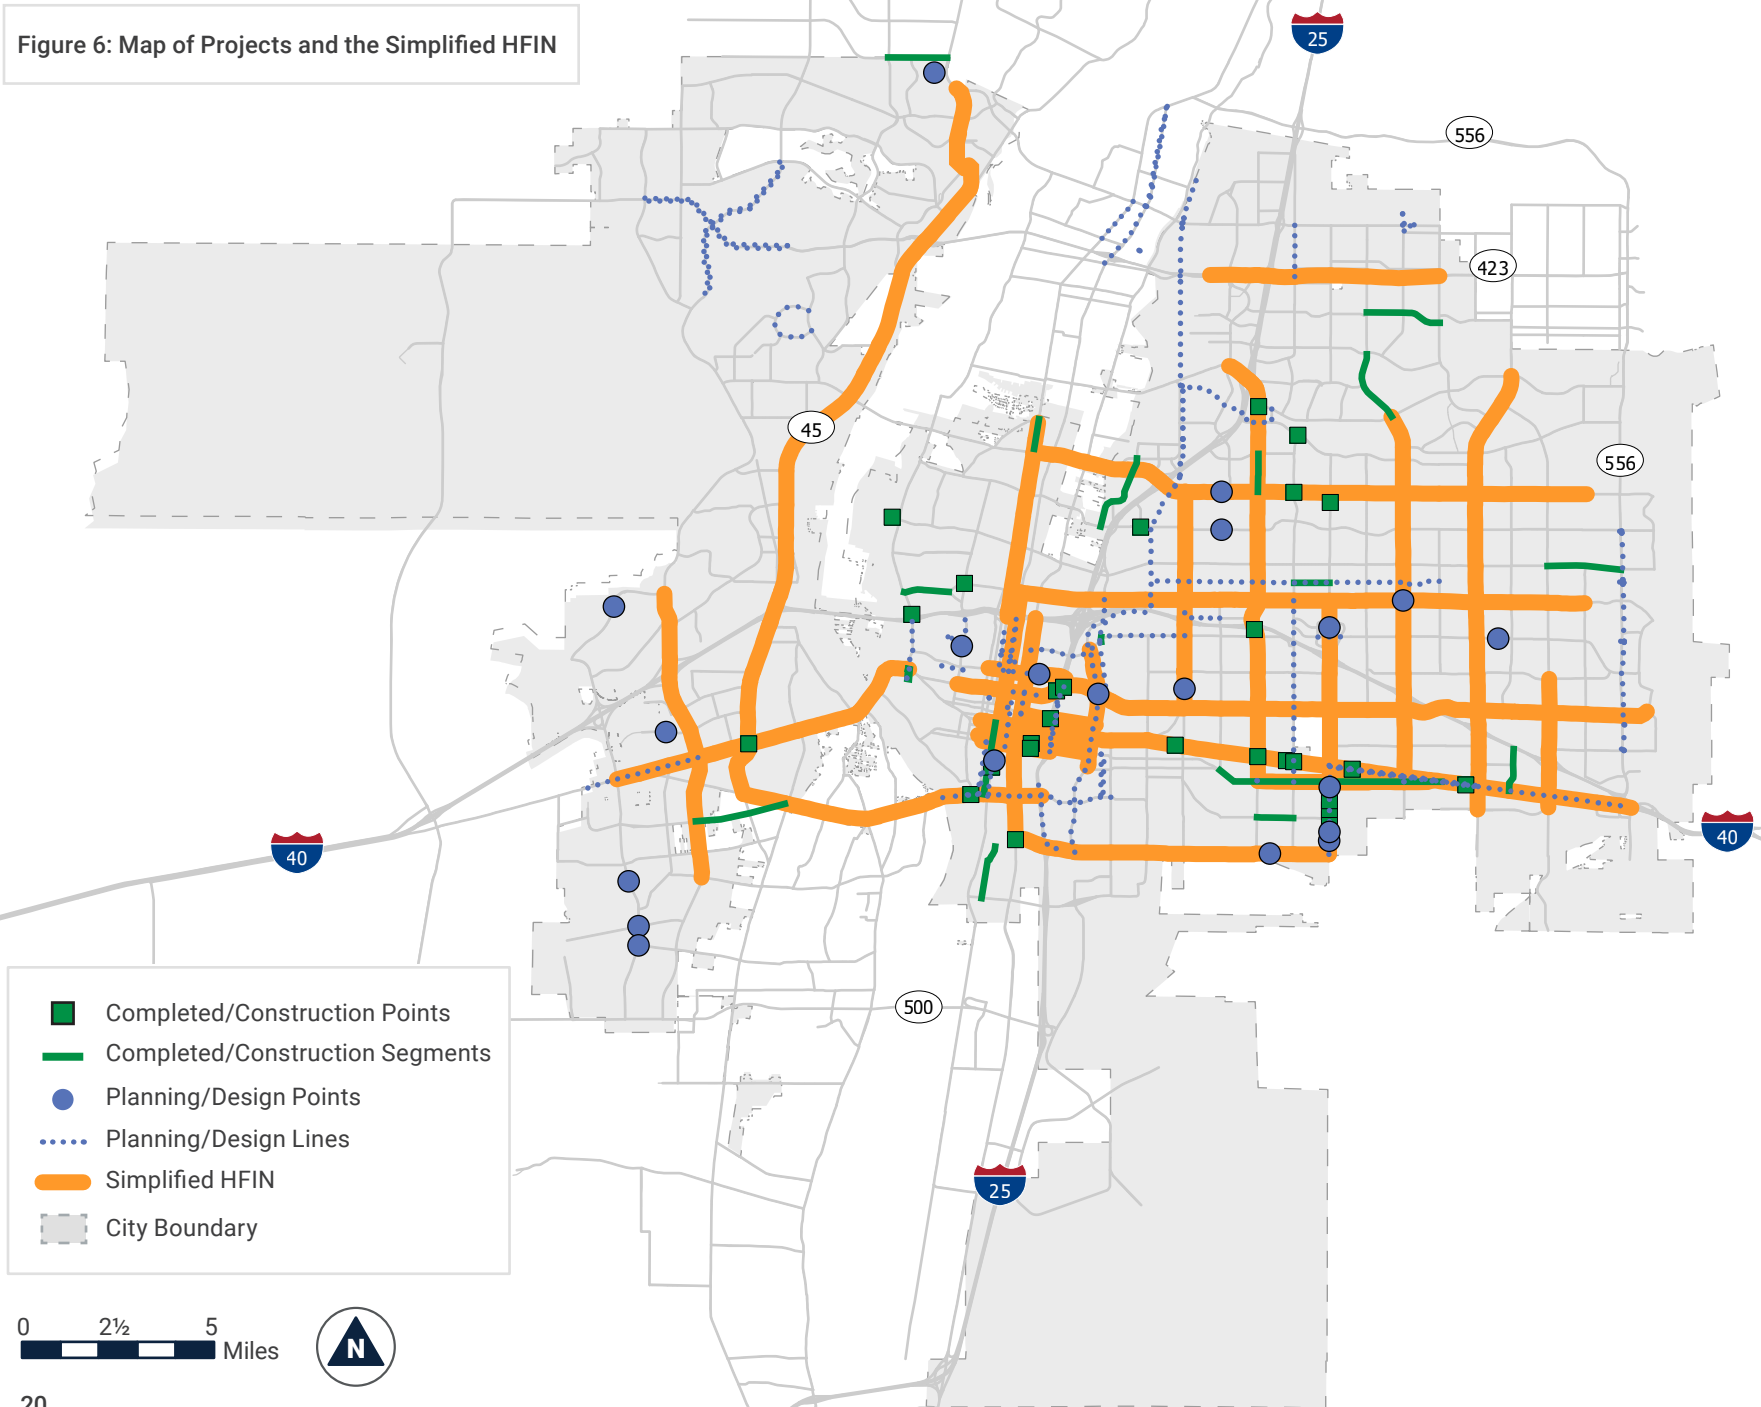 Figure 6: Map of Projects and the Simplified HFIN
25
556
423
45
556
40
40
500
25
Completed/Construction Points
Completed/Construction Segments
Planning/Design Points
Planning/Design Lines
Simplified HFIN
City Boundary
0 2½ 5
Miles
N
20